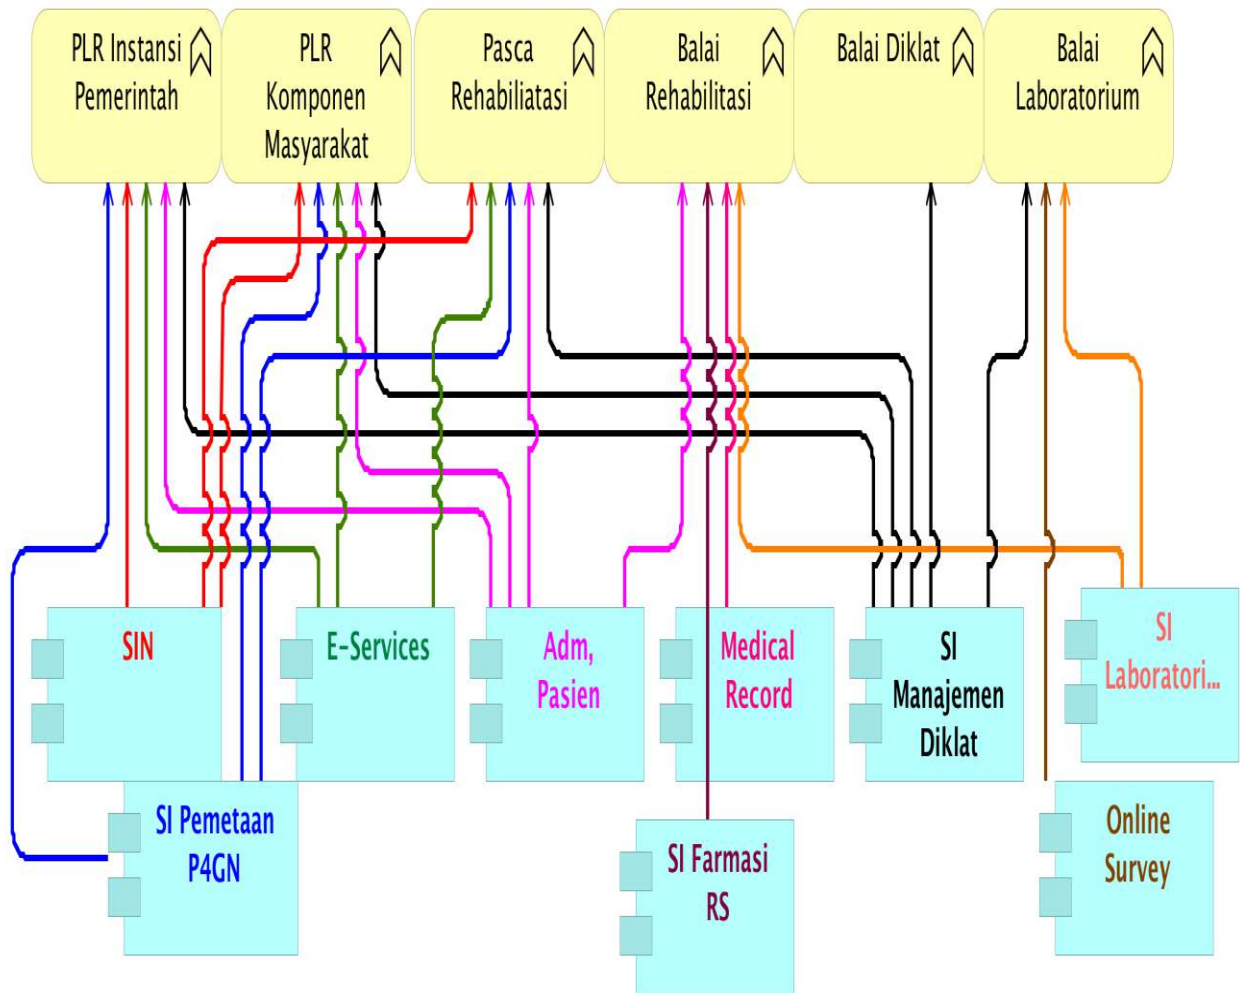 PLR Instansi
Pemerintah
PLR
Komponen
Masyarakat
Pasca
Rehabiliatasi
Balai
Rehabilitasi
Balai Diklat
Balai
Laboratorium
SIN
E-Services
Adm,
Pasien
Medical
Record
SI
Manajemen
Diklat
SI
Laboratori...
SI Pemetaan
P4GN
SI Farmasi
RS
Online
Survey